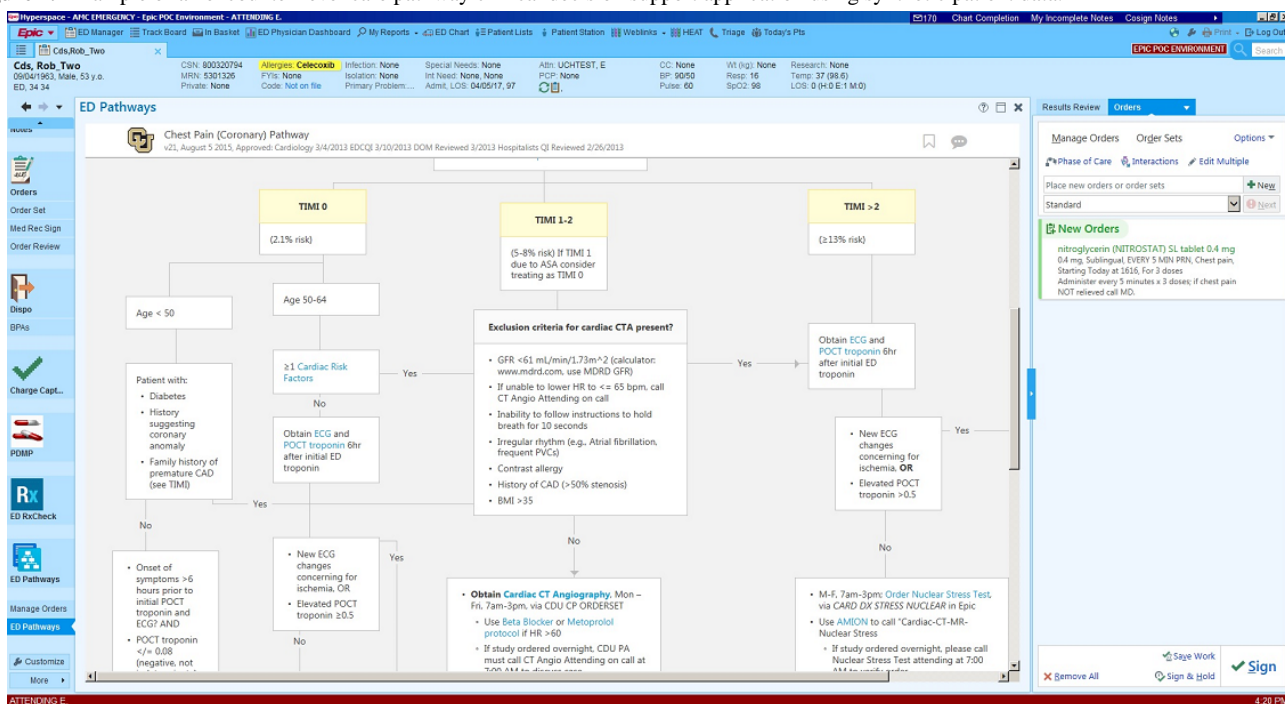 Hyperspace - AMC EMERGENCY - Epic POC Environment - ATTENDING E.
170 Chart Completion My Incomplete Notes Cosign Notes
Epic ED Manager Track Board In Basket ED Physician Dashboard My Reports ED Chart Patient Lists Patient Station Weblinks HEAT Triage Today's Pts Print Log Out
Cds,Rob_Two EPIC POC ENVIRONMENT Search
Cds, Rob_Two
09/04/1963, Male, 53 y.o.
ED, 34 34
CSN: 800320794
MRN: 5301326
Private: None
Allergies: Celecoxib
FYIs: None
Code: Not on file
Infection: None
Isolation: None
Primary Problem:...
Special Needs: None
Int Need: None, None
Admit, LOS: 04/05/17, 97
Attn: UCHTEST, E
PCP: None
CC: None
BP: 90/50
Pulse: 60
Wt (kg): None
Resp: 16
SpO2: 98
Research: None
Temp: 37 (98.6)
LOS: 0 (H:0 E:1 M:0)
Notes
Orders
Order Set
Med Rec Sign
Order Review
Dispo
BPAs
Charge Capt...
PDMP
Rx
ED RxCheck
ED Pathways
Manage Orders
ED Pathways
Customize
More
ED Pathways
Chest Pain (Coronary) Pathway
v21, August 5 2015, Approved: Cardiology 3/4/2013 EDCQI 3/10/2013 DOM Reviewed 3/2013 Hospitalists QI Reviewed 2/26/2013
TIMI 0
(2.1% risk)
TIMI 1-2
(5-8% risk) If TIMI 1
due to ASA consider
treating as TIMI 0
TIMI >2
(≥13% risk)
Age < 50
Age 50-64
Patient with:
• Diabetes
• History
suggesting
coronary
anomaly
• Family history of
premature CAD
(see TIMI)
≥1 Cardiac Risk
Factors
Yes
No
Obtain ECG and
POCT troponin 6hr
after initial ED
troponin
Exclusion criteria for cardiac CTA present?
• GFR <61 mL/min/1.73m^2 (calculator:
www.mdrd.com, use MDRD GFR)
• If unable to lower HR to <= 65 bpm, call
CT Angio Attending on call
• Inability to follow instructions to hold
breath for 10 seconds
• Irregular rhythm (e.g., Atrial fibrillation,
frequent PVCs)
• Contrast allergy
• History of CAD (>50% stenosis)
• BMI >35
Yes
Obtain ECG and
POCT troponin 6hr
after initial ED
troponin
• New ECG
changes
concerning for
ischemia, OR
• Elevated POCT
troponin >0.5
Yes
Yes
No
• Onset of
symptoms >6
hours prior to
initial POCT
troponin and
ECG? AND
• POCT troponin
</= 0.08
(negative, not
• New ECG
changes
concerning for
ischemia, OR
• Elevated POCT
troponin ≥0.5
Yes
No
No
• Obtain Cardiac CT Angiography, Mon –
Fri, 7am-3pm, via CDU CP ORDERSET
• Use Beta Blocker or Metoprolol
protocol if HR >60
If study ordered overnight, CDU PA
must call CT Angio Attending on call at
No
• M-F, 7am-3pm: Order Nuclear Stress Test,
via CARD DX STRESS NUCLEAR in Epic
• Use AMION to call "Cardiac-CT-MR-
Nuclear Stress
If study ordered overnight, please call
Nuclear Stress Test attending at 7:00
Results Review Orders
Manage Orders Order Sets Options
Phase of Care Interactions Edit Multiple
Place new orders or order sets New
Standard Next
New Orders
nitroglycerin (NITROSTAT) SL tablet 0.4 mg
0.4 mg, Sublingual, EVERY 5 MIN PRN, Chest pain,
Starting Today at 1616, For 3 doses
Administer every 5 minutes x 3 doses; if chest pain
NOT relieved call MD.
Save Work
Remove All Sign & Hold Sign
ATTENDING E. 4:20 PM